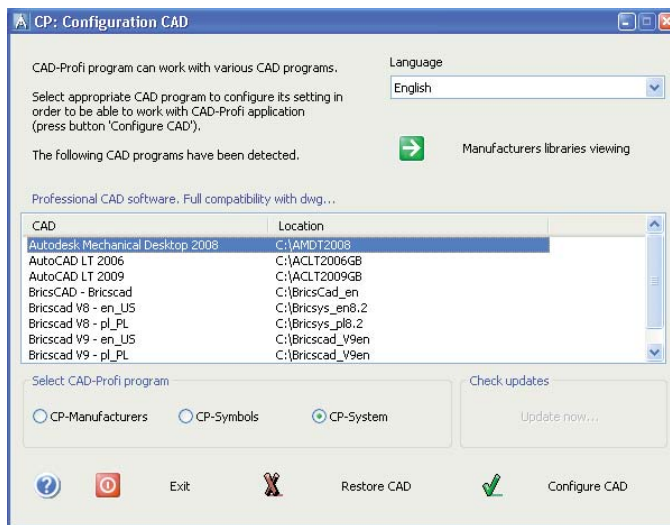 CP: Configuration CAD
CAD-Profi program can work with various CAD programs.
Select appropriate CAD program to configure its setting in
order to be able to work with CAD-Profi application
(press button 'Configure CAD').
The following CAD programs have been detected.
Language
English
Manufacturers libraries viewing
Professional CAD software. Full compatibility with dwg...
CAD Location
Autodesk Mechanical Desktop 2008 C:\AMDT2008
AutoCAD LT 2006 C:\ACLT2006GB
AutoCAD LT 2009 C:\ACLT2009GB
BricsCAD - Bricscad C:\BricsCad_en
Bricscad V8 - en_US C:\Bricsys_en8.2
Bricscad V8 - pl_PL C:\Bricsys_pl8.2
Bricscad V9 - en_US C:\Bricscad_V9en
Bricscad V9 - pl_PL C:\Bricscad_V9en
Select CAD-Profi program
CP-Manufacturers CP-Symbols CP-System
Check updates
Update now...
Exit Restore CAD Configure CAD